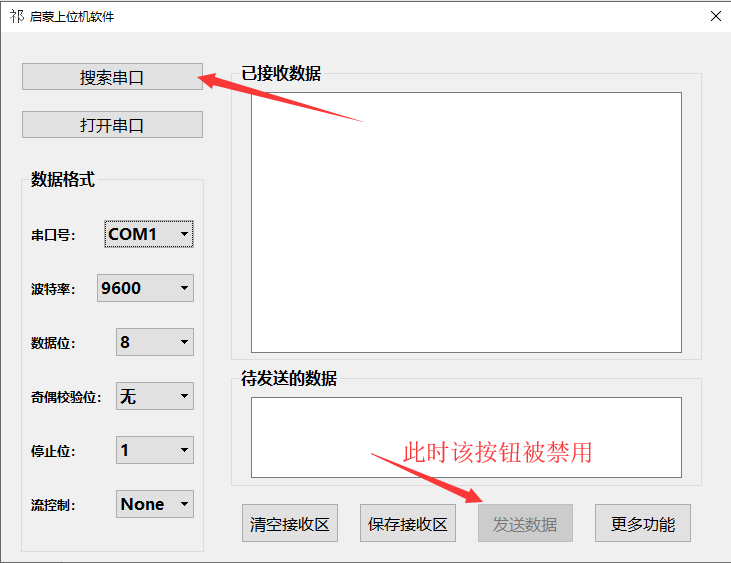 祁 启蒙上位机软件
搜索串口
打开串口
数据格式
串口号: COM1
波特率: 9600
数据位: 8
奇偶校验位: 无
停止位: 1
流控制: None
已接收数据
待发送的数据
此时该按钮被禁用
清空接收区 保存接收区 发送数据 更多功能